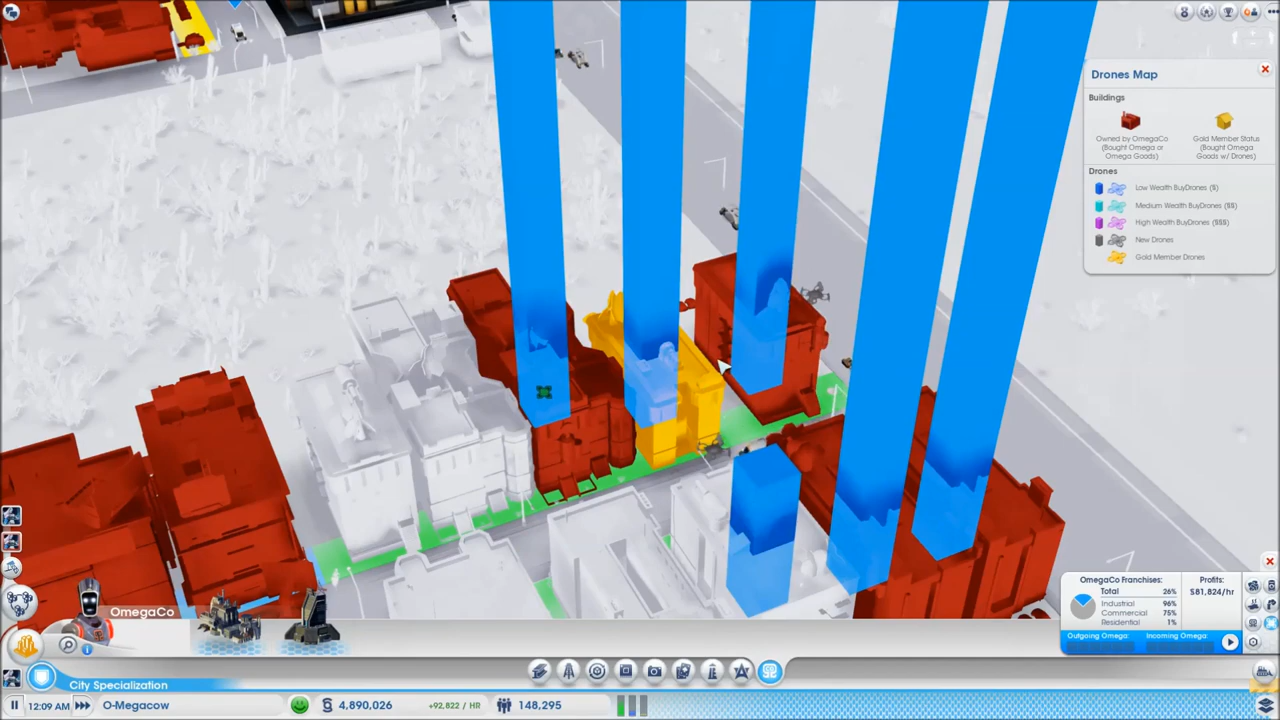 Drones Map
Buildings
Owned by OmegaCo
(Bought Omega or
Omega Goods)
Gold Member Status
(Bought Omega
Goods w/ Drones)
Drones
Low Wealth BuyDrones (§)
Medium Wealth BuyDrones (§§)
High Wealth BuyDrones (§§§)
New Drones
Gold Member Drones
OmegaCo
OmegaCo Franchises:
Total 26%
Industrial 96%
Commercial 75%
Residential 1%
Profits:
§81,824/hr
Outgoing Omega:
Incoming Omega:
City Specialization
12:09 AM
O-Megacow
4,890,026
+92,822 / HR
148,295